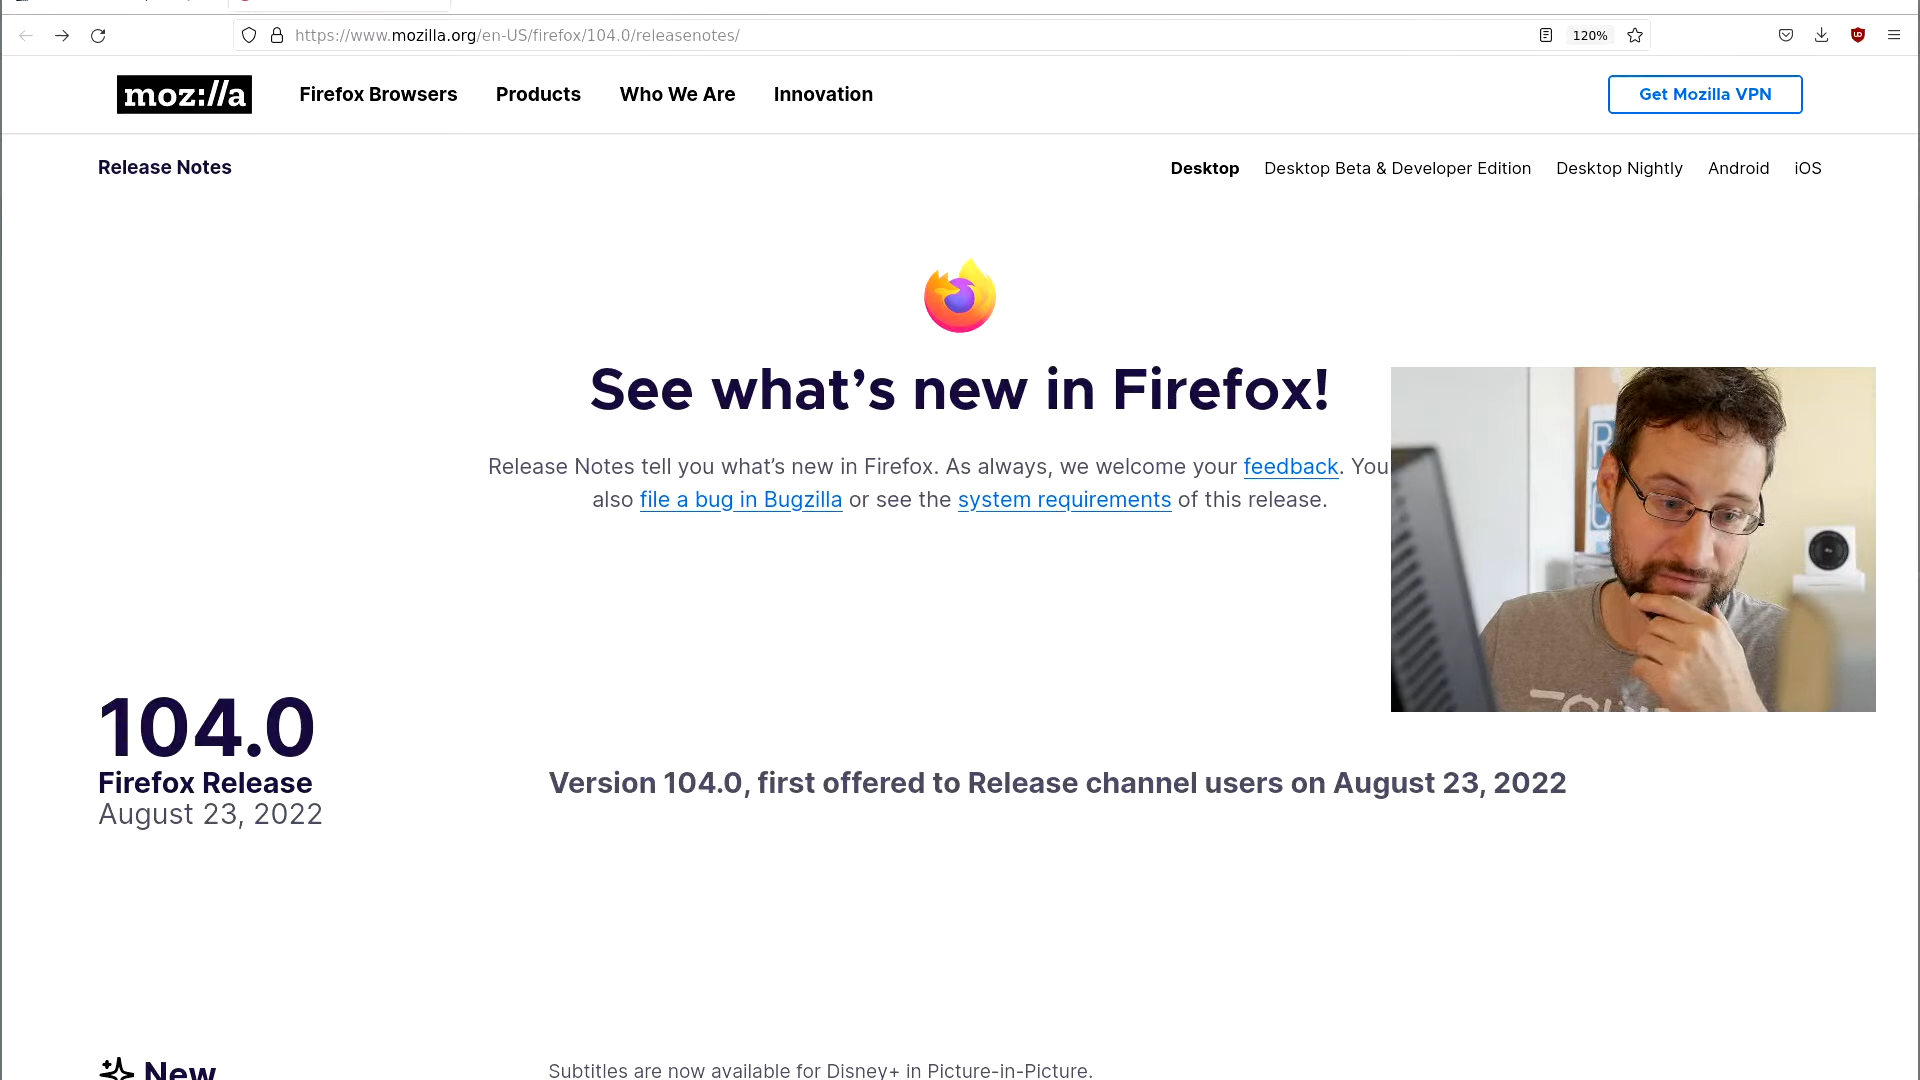 https://www.mozilla.org/en-US/firefox/104.0/releasenotes/
120%
moz://a
Firefox Browsers
Products
Who We Are
Innovation
Get Mozilla VPN
Release Notes
Desktop
Desktop Beta & Developer Edition
Desktop Nightly
Android
iOS
See what’s new in Firefox!
Release Notes tell you what’s new in Firefox. As always, we welcome your feedback. You
also file a bug in Bugzilla or see the system requirements of this release.
104.0
Firefox Release
August 23, 2022
Version 104.0, first offered to Release channel users on August 23, 2022
New
Subtitles are now available for Disney+ in Picture-in-Picture.